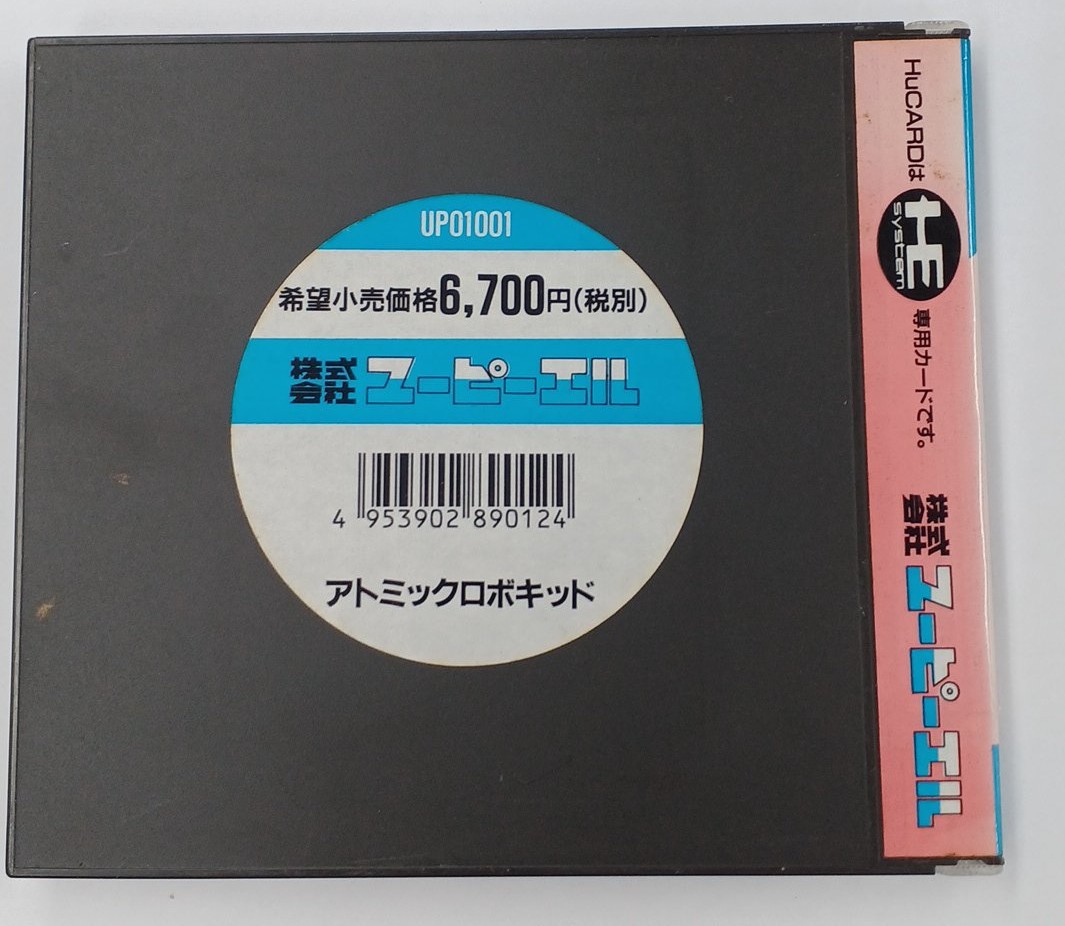 UP01001
希望小売価格6,700円(税別)
株式会社 ユーピーエル
4 953902 890124
アトミックロボキッド
HuCARDは
HE
system
専用カードです。
株式会社 ユーピーエル